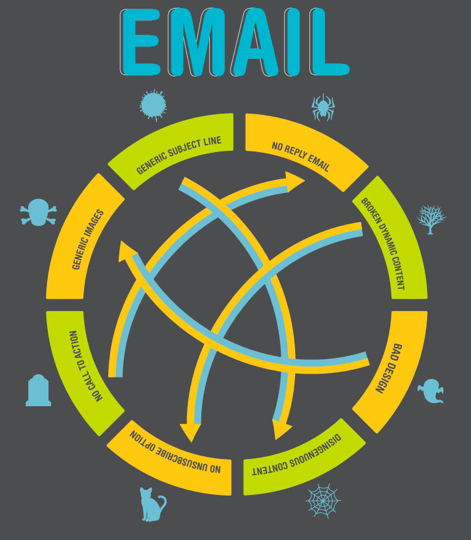 EMAIL
GENERIC SUBJECT LINE
NO REPLY EMAIL
BROKEN DYNAMIC CONTENT
BAD DESIGN
DISINGENUOUS CONTENT
NO UNSUBSCRIBE OPTION
NO CALL TO ACTION
GENERIC IMAGES